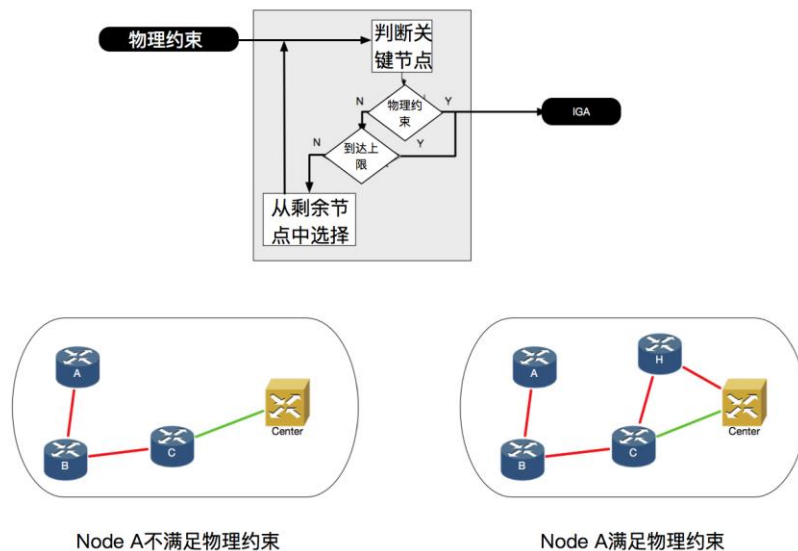 物理约束
判断关
键节点
N
物理约
束
Y
IGA
N
到达上
限
Y
从剩余节
点中选择
A
B
C
Center
A
H
B
C
Center
Node A不满足物理约束
Node A满足物理约束